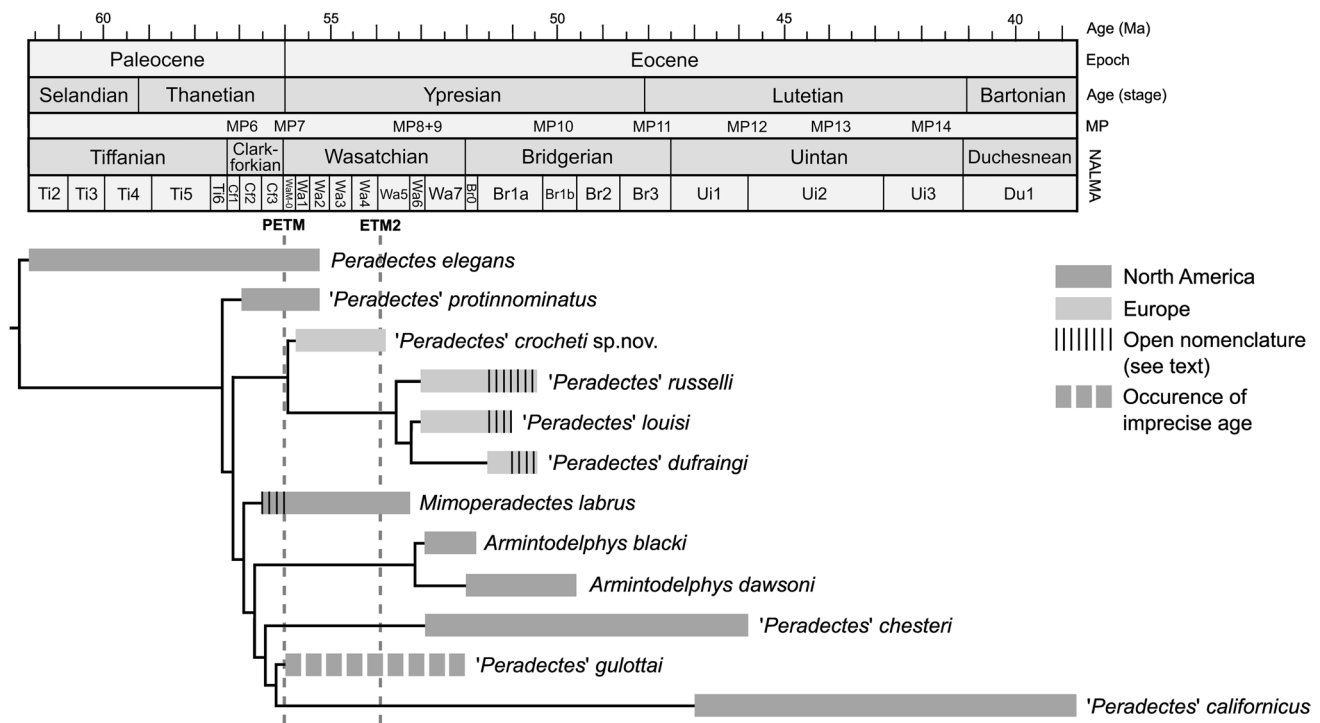 60 55 50 45 40 Age (Ma)
Paleocene Eocene Epoch
Selandian Thanetian Ypresian Lutetian Bartonian Age (stage)
MP6 MP7 MP8+9 MP10 MP11 MP12 MP13 MP14 MP
Tiffanian Clark-forkian Wasatchian Bridgerian Uintan Duchesnean NALMA
Ti2 Ti3 Ti4 Ti5 Ti6 Cf1 Cf2 Cf3 WaM-0 Wa1 Wa2 Wa3 Wa4 Wa5 Wa6 Wa7 Br0 Br1a Br1b Br2 Br3 Ui1 Ui2 Ui3 Du1
PETM ETM2
Peradectes elegans
'Peradectes' protinnominatus
'Peradectes' crocheti sp.nov.
'Peradectes' russelli
'Peradectes' louisi
'Peradectes' dufraingi
Mimoperadectes labrus
Armintodelphys blacki
Armintodelphys dawsoni
'Peradectes' chesteri
'Peradectes' gulottai
'Peradectes' californicus
North America
Europe
Open nomenclature
(see text)
Occurence of
imprecise age